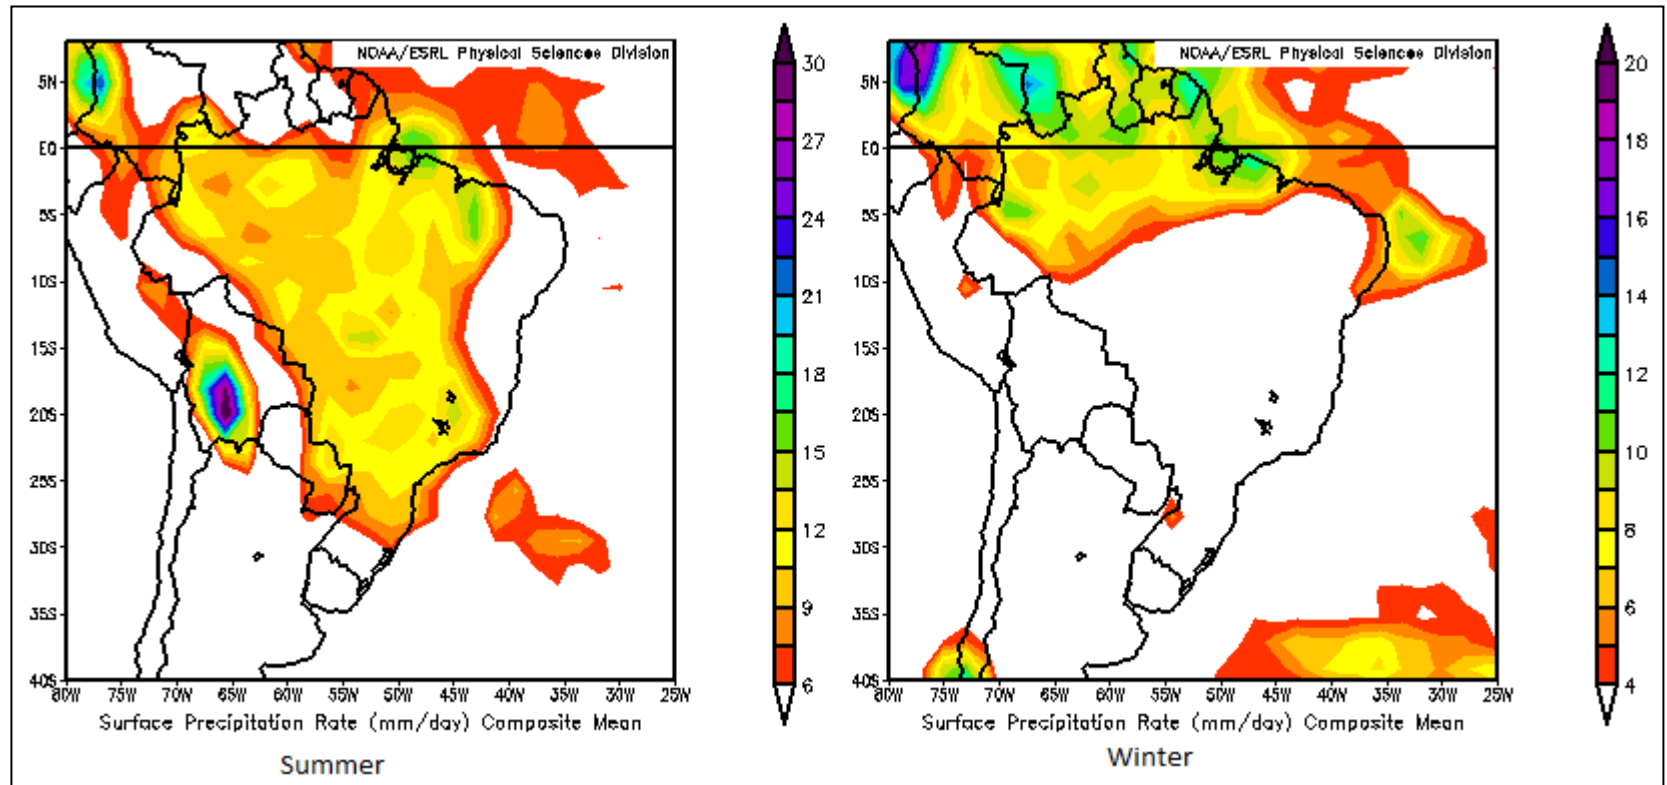 NOAA/ESRL Physical Sciences Division
5N
EQ
5S
10S
15S
20S
25S
30S
35S
40S
80W 75W 70W 65W 60W 55W 50W 45W 40W 35W 30W 25W
30
27
24
21
18
15
12
9
6
Surface Precipitation Rate (mm/day) Composite Mean
Summer
NOAA/ESRL Physical Sciences Division
5N
EQ
5S
10S
15S
20S
25S
30S
35S
40S
80W 75W 70W 65W 60W 55W 50W 45W 40W 35W 30W 25W
20
18
16
14
12
10
8
6
4
Surface Precipitation Rate (mm/day) Composite Mean
Winter